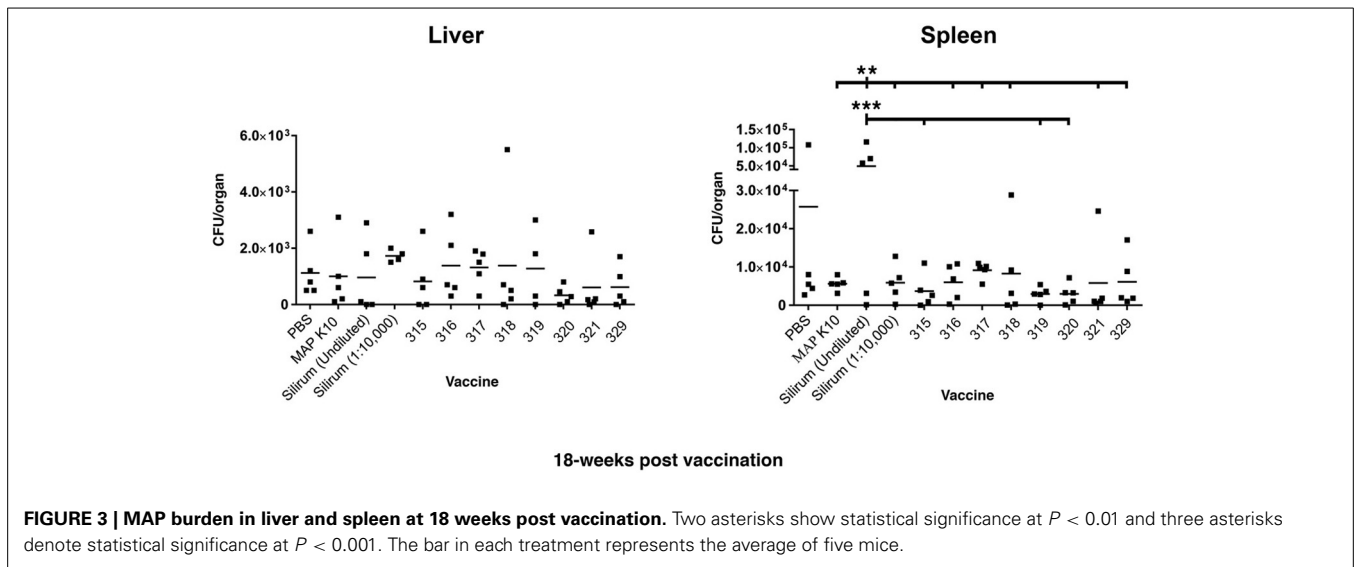 Liver
6.0×10³
4.0×10³
2.0×10³
0
CFU/organ
PBS
MAP K10
Silirum (Undiluted)
Silirum (1:10,000)
315
316
317
318
319
320
321
329
Vaccine
Spleen
**
***
1.5×10⁵
1.0×10⁵
5.0×10⁴
3.0×10⁴
2.0×10⁴
1.0×10⁴
0
CFU/organ
PBS
MAP K10
Silirum (Undiluted)
Silirum (1:10,000)
315
316
317
318
319
320
321
329
Vaccine
18-weeks post vaccination
FIGURE 3 | MAP burden in liver and spleen at 18 weeks post vaccination. Two asterisks show statistical significance at P < 0.01 and three asterisks
denote statistical significance at P < 0.001. The bar in each treatment represents the average of five mice.